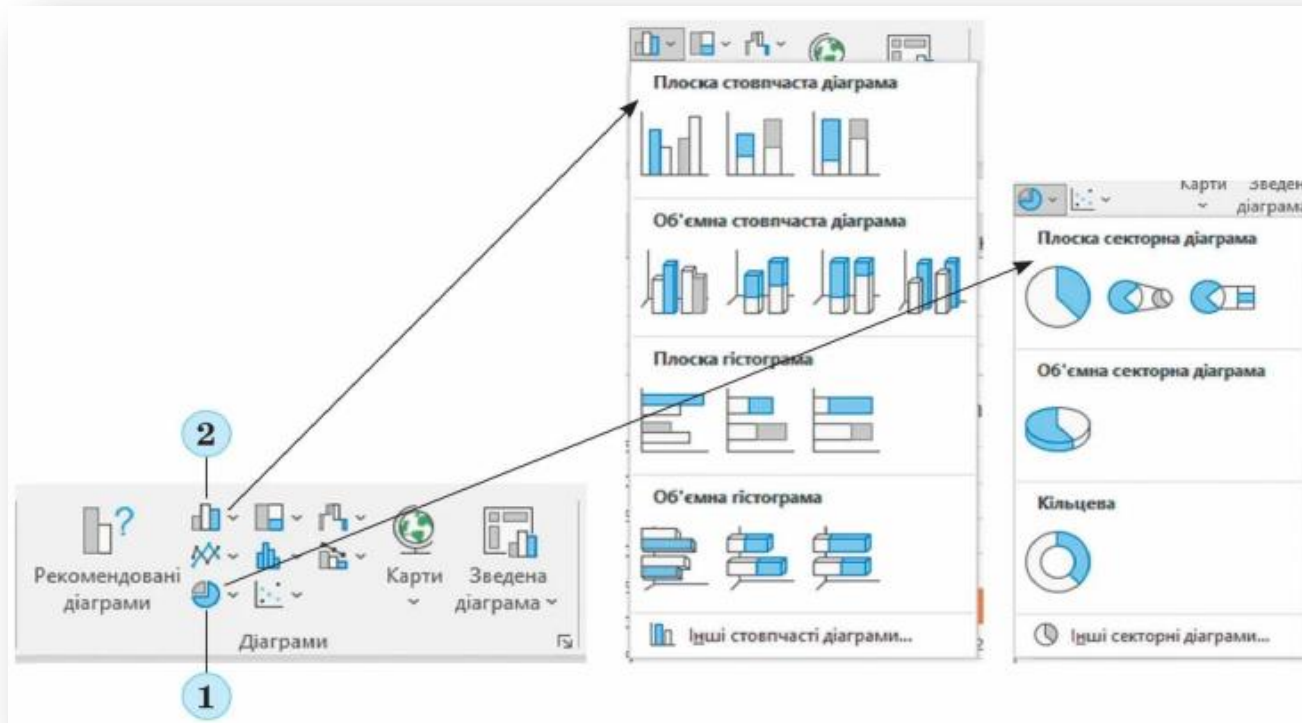 Плоска стовпчаста діаграма
Об'ємна стовпчаста діаграма
Плоска гістограма
Об'ємна гістограма
Інші стовпчасті діаграми...
Карти
діаграма
Плоска секторна діаграма
Об'ємна секторна діаграма
Кільцева
Інші секторні діаграми...
2
Рекомендовані
діаграми
Карти
Зведена
діаграма
Діаграми
1